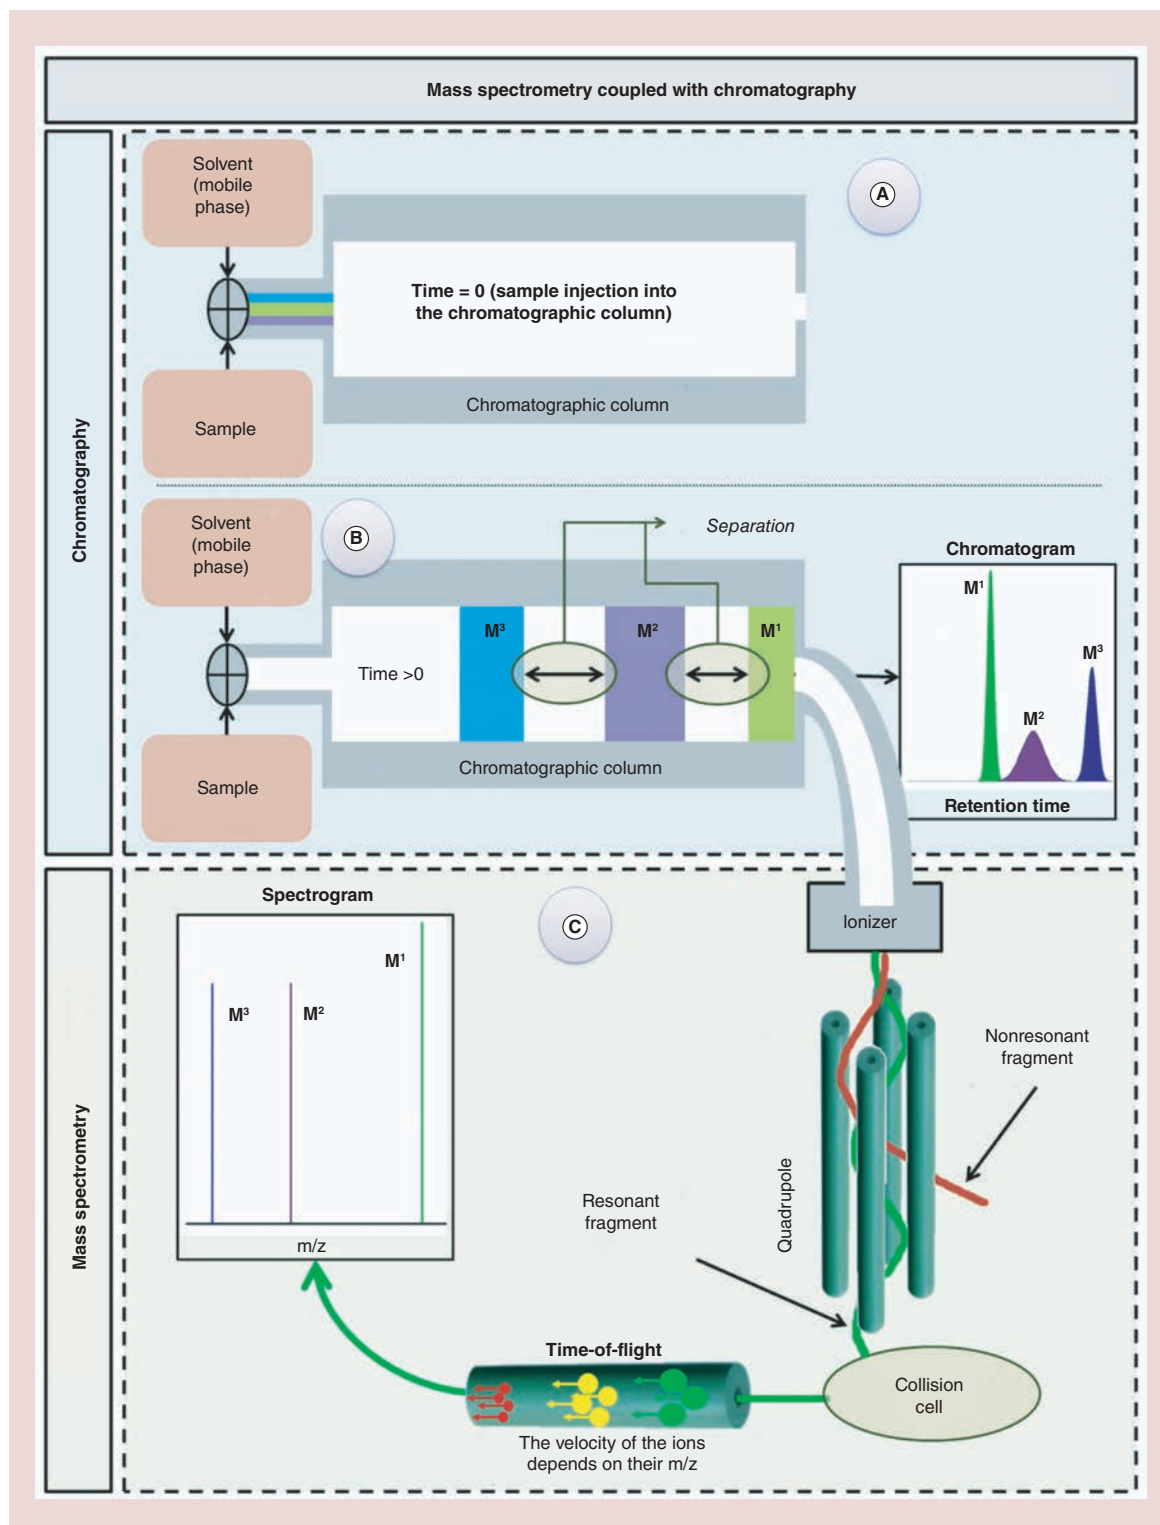 Mass spectrometry coupled with chromatography
Chromatography
Solvent
(mobile
phase)
A
Time = 0 (sample injection into
the chromatographic column)
Chromatographic column
Sample
Solvent
(mobile
phase)
B
Separation
M³
M²
M¹
Time >0
Chromatographic column
Sample
Chromatogram
M¹
M²
M³
Retention time
Mass spectrometry
Spectrogram
M¹
M³
M²
m/z
C
Ionizer
Nonresonant
fragment
Quadrupole
Resonant
fragment
Time-of-flight
The velocity of the ions
depends on their m/z
Collision
cell